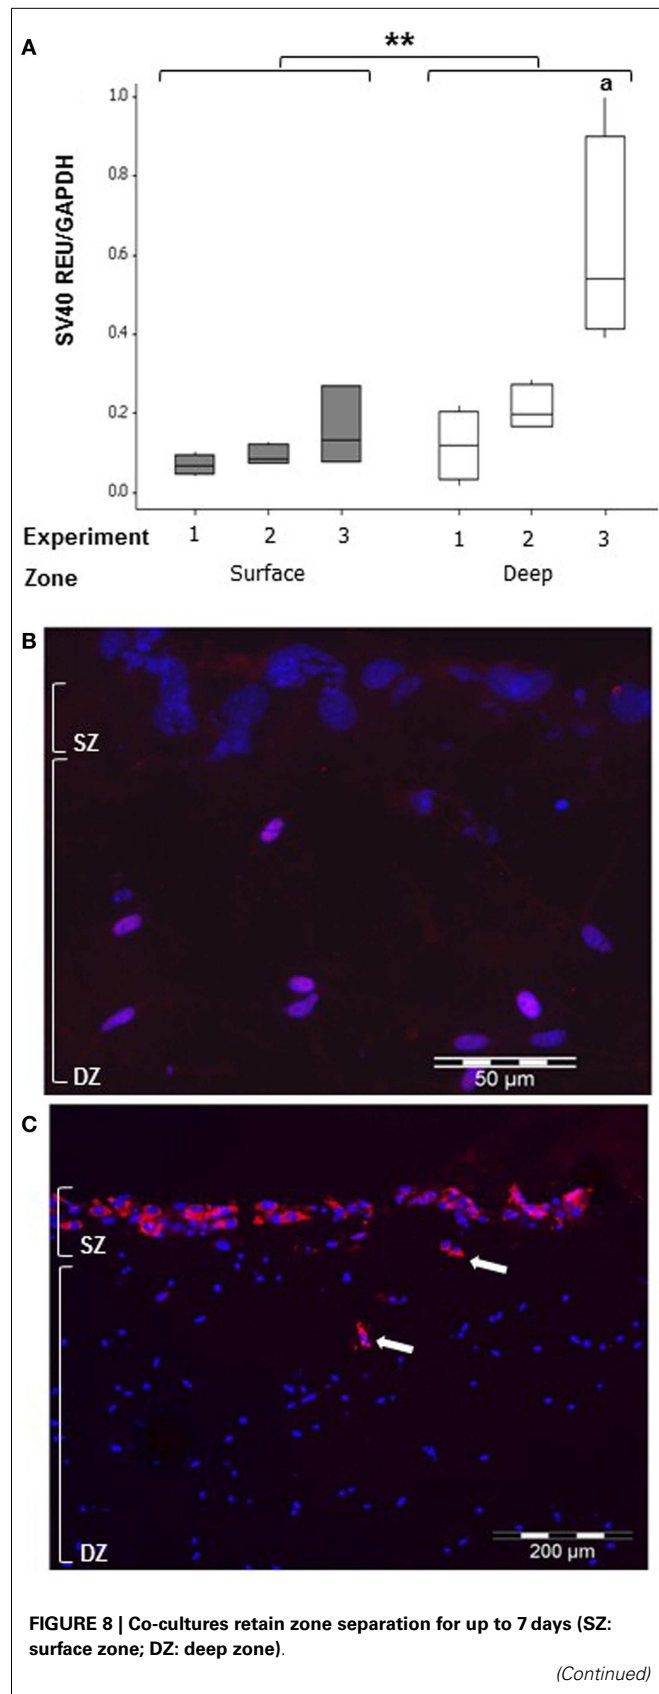 A
**
a
SV40 REU/GAPDH
1.0
0.8
0.6
0.4
0.2
0.0
Experiment 1 2 3 1 2 3
Zone Surface Deep
B
SZ
DZ
50 µm
C
SZ
DZ
200 µm
FIGURE 8 | Co-cultures retain zone separation for up to 7 days (SZ:
surface zone; DZ: deep zone).
(Continued)